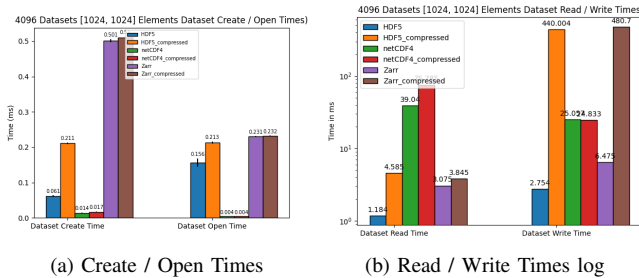 4096 Datasets [1024, 1024] Elements Dataset Create / Open Times)
HDF5
HDF5_compressed
netCDF4
netCDF4_compressed
Zarr
Zarr_compressed
Time (ms)
0.5
0.4
0.3
0.2
0.1
0.0
0.061
0.211
0.014
0.017
0.501
0.156
0.213
0.004
0.004
0.231
0.232
Dataset Create Time
Dataset Open Time
(a) Create / Open Times
4096 Datasets [1024, 1024] Elements Dataset Read / Write Times)
HDF5
HDF5_compressed
netCDF4
netCDF4_compressed
Zarr
Zarr_compressed
Time in ms
10²
10¹
10⁰
1.184
4.585
39.04
3.075
3.845
2.754
440.004
25.057
24.833
6.475
480.7
Dataset Read Time
Dataset Write Time
(b) Read / Write Times log